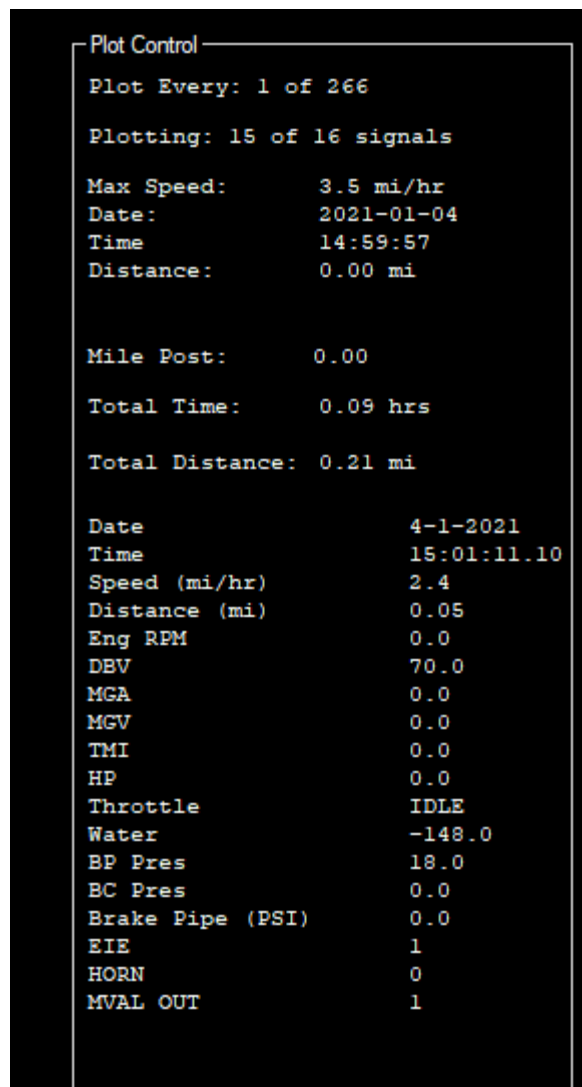 Plot Control
Plot Every: 1 of 266
Plotting: 15 of 16 signals
Max Speed: 3.5 mi/hr
Date: 2021-01-04
Time 14:59:57
Distance: 0.00 mi
Mile Post: 0.00
Total Time: 0.09 hrs
Total Distance: 0.21 mi
Date 4-1-2021
Time 15:01:11.10
Speed (mi/hr) 2.4
Distance (mi) 0.05
Eng RPM 0.0
DBV 70.0
MGA 0.0
MGV 0.0
TMI 0.0
HP 0.0
Throttle IDLE
Water -148.0
BP Pres 18.0
BC Pres 0.0
Brake Pipe (PSI) 0.0
EIE 1
HORN 0
MVAL OUT 1